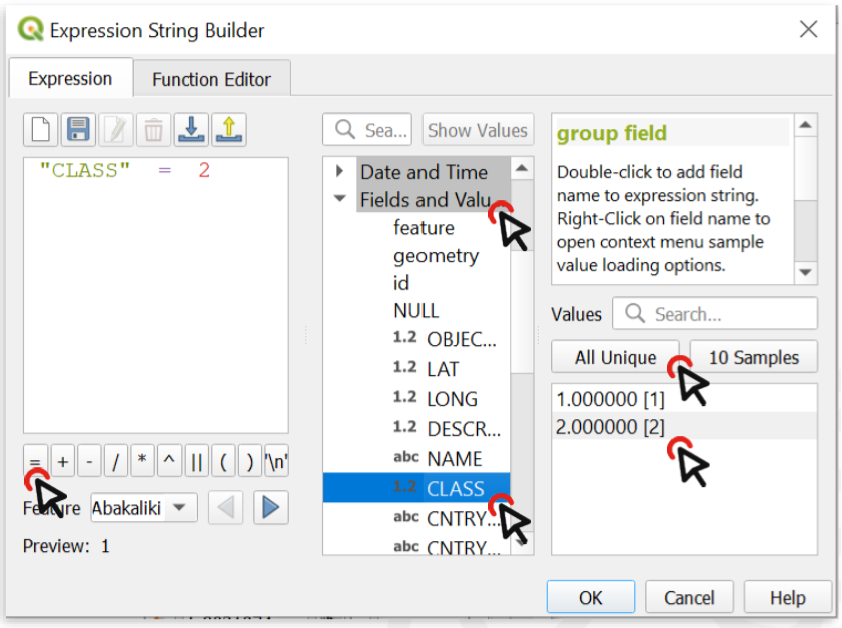 Expression String Builder
Expression
Function Editor
"CLASS" = 2
= + - / * ^ || ( ) '\n'
Feature Abakaliki
Preview: 1
Sea...
Show Values
Date and Time
Fields and Valu
feature
geometry
id
NULL
1.2 OBJEC...
1.2 LAT
1.2 LONG
1.2 DESCR...
abc NAME
1.2 CLASS
abc CNTRY...
abc CNTRY...
group field
Double-click to add field
name to expression string.
Right-Click on field name to
open context menu sample
value loading options.
Values
Search...
All Unique
10 Samples
1.000000 [1]
2.000000 [2]
OK
Cancel
Help